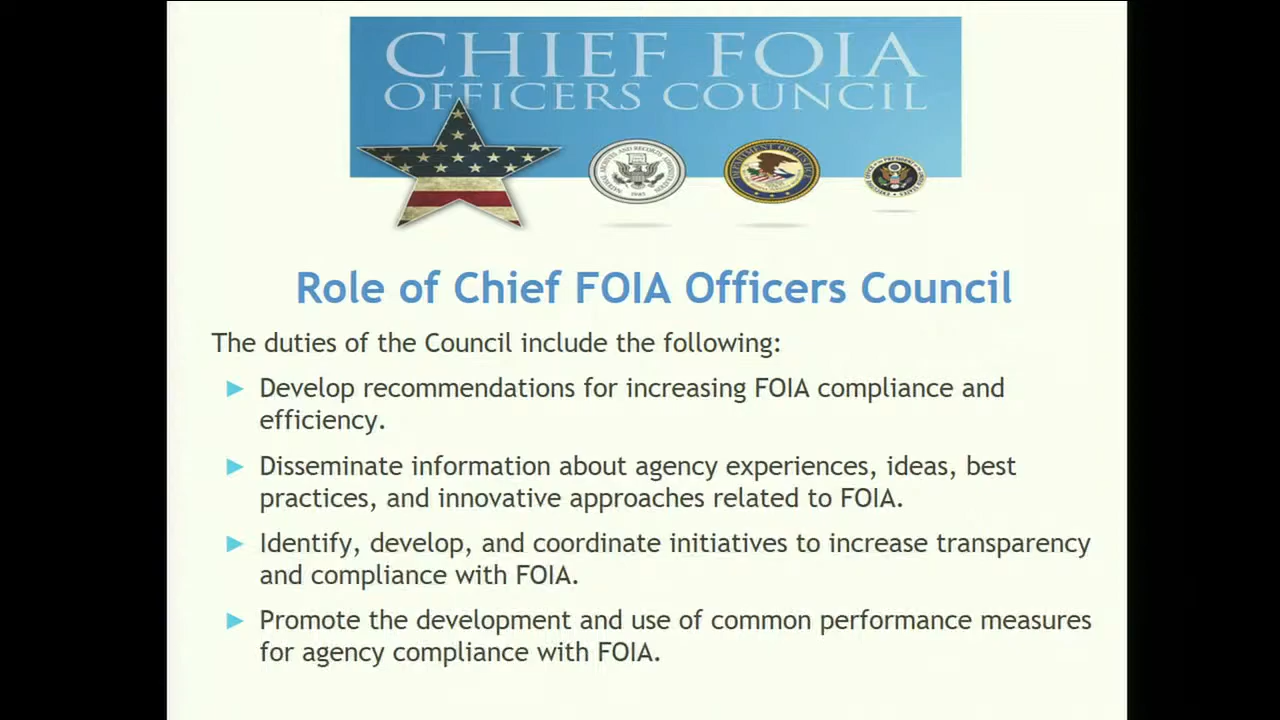 CHIEF FOIA
OFFICERS COUNCIL
Role of Chief FOIA Officers Council
The duties of the Council include the following:
Develop recommendations for increasing FOIA compliance and
efficiency.
Disseminate information about agency experiences, ideas, best
practices, and innovative approaches related to FOIA.
Identify, develop, and coordinate initiatives to increase transparency
and compliance with FOIA.
Promote the development and use of common performance measures
for agency compliance with FOIA.